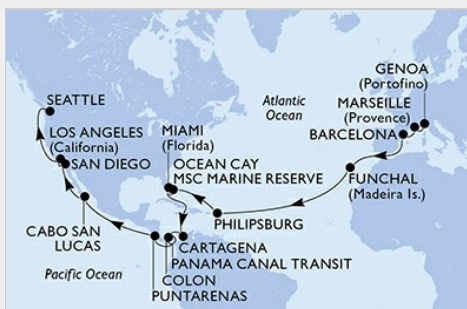 GENOA
(Portofino)
MARSEILLE
(Provence)
BARCELONA
Atlantic
Ocean
SEATTLE
LOS ANGELES
(California)
SAN DIEGO
MIAMI
(Florida)
OCEAN CAY
MSC MARINE RESERVE
FUNCHAL
(Madeira Is.)
PHILIPSBURG
CABO SAN
LUCAS
CARTAGENA
PANAMA CANAL TRANSIT
COLON
PUNTARENAS
Pacific Ocean